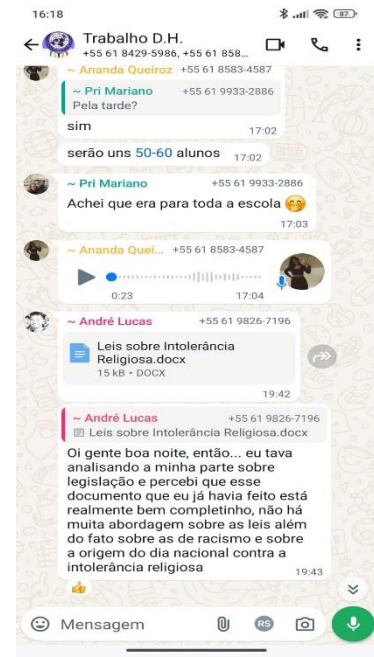 16:18
87
Trabalho D.H.
+55 61 8429-5986, +55 61 858...
~ Ananda Queiroz +55 61 8583-4587
~ Pri Mariano +55 61 9933-2886
Pela tarde?
sim
17:02
serão uns 50-60 alunos 17:02
~ Pri Mariano +55 61 9933-2886
Achei que era para toda a escola 🤭
17:03
~ Ananda Quei... +55 61 8583-4587
0:23 17:04
~ André Lucas +55 61 9826-7196
Leis sobre Intolerância
Religiosa.docx
15 kB • DOCX
19:42
~ André Lucas +55 61 9826-7196
Leis sobre Intolerância Religiosa.docx
Oi gente boa noite, então... eu tava
analisando a minha parte sobre
legislação e percebi que esse
documento que eu já havia feito está
realmente bem completinho, não há
muita abordagem sobre as leis além
do fato sobre as de racismo e sobre
a origem do dia nacional contra a
intolerância religiosa
19:43
👍
Mensagem
R$